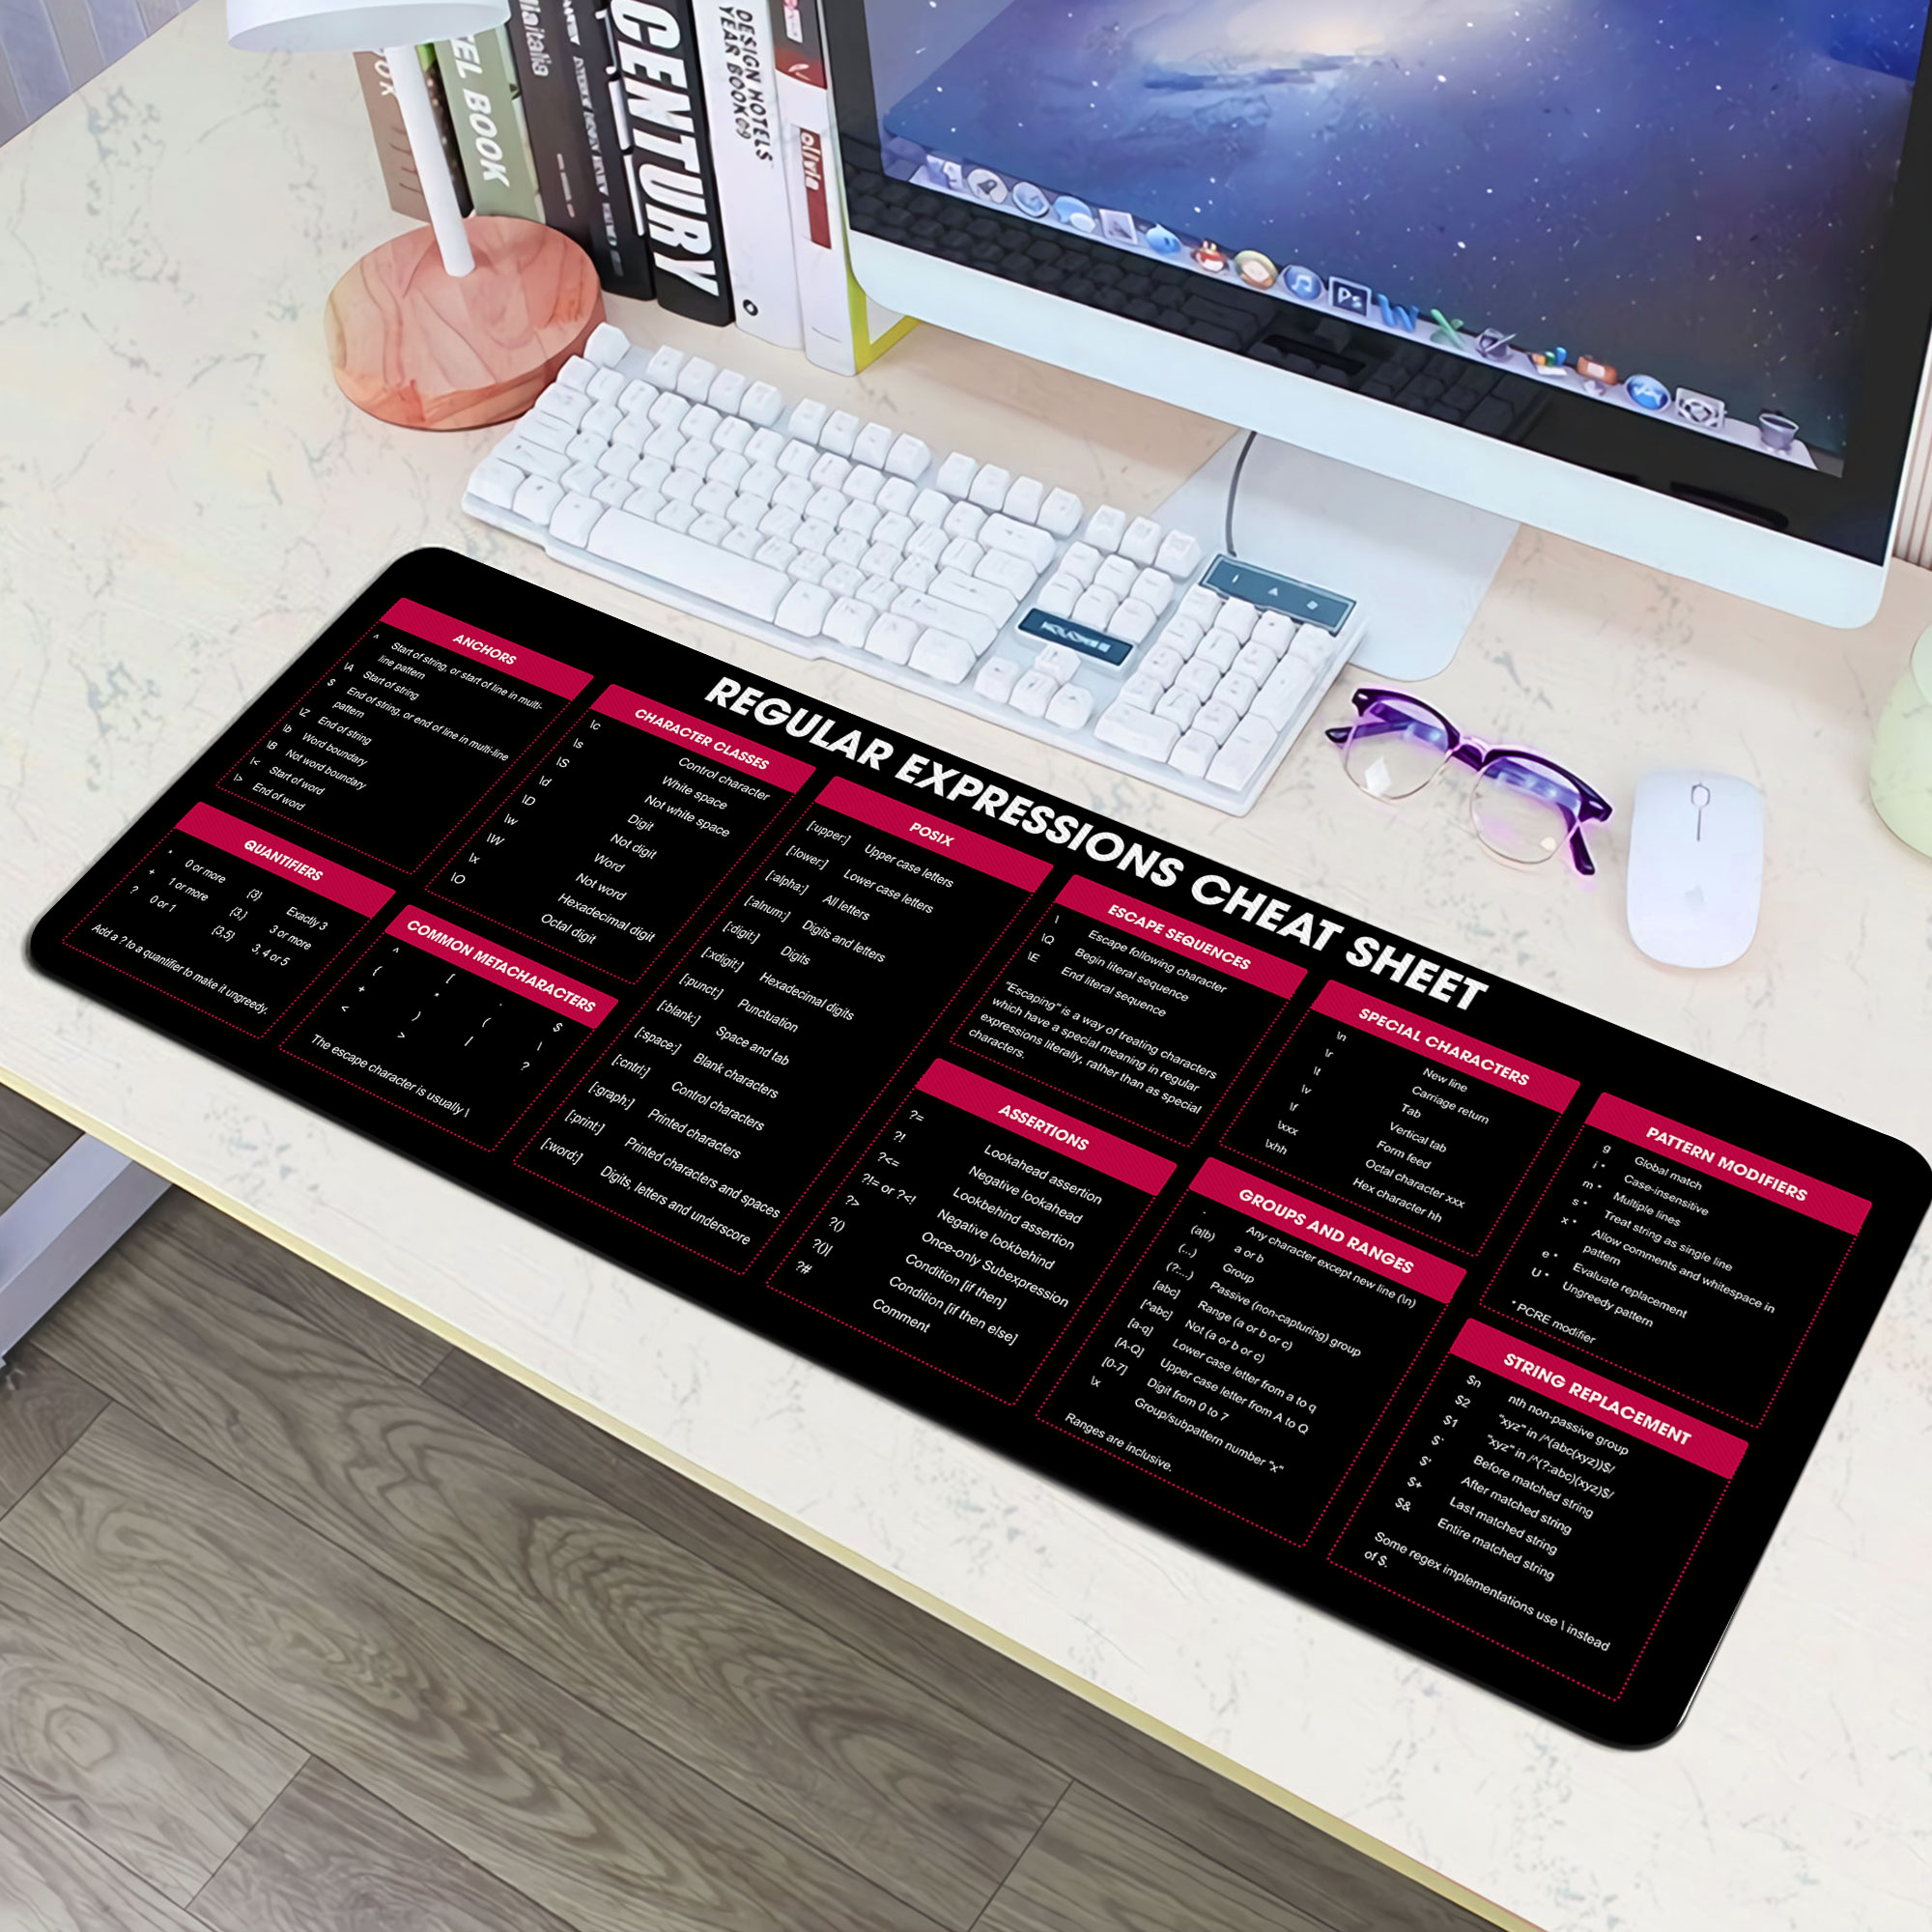 TEL BOOK
CENTURY
DESIGN HOTELS
YEAR BOOK 09
olivia
Ps
REGULAR EXPRESSIONS CHEAT SHEET
ANCHORS
^ Start of string, or start of line in multi-
line pattern
\A Start of string
$ End of string, or end of line in multi-line
pattern
\Z End of string
\b Word boundary
\B Not word boundary
\< Start of word
\> End of word
QUANTIFIERS
* 0 or more {3} Exactly 3
+ 1 or more {3,} 3 or more
? 0 or 1 {3,5} 3, 4 or 5
Add a ? to a quantifier to make it ungreedy.
CHARACTER CLASSES
\c Control character
\s White space
\S Not white space
\d Digit
\D Not digit
\w Word
\W Not word
\x Hexadecimal digit
\O Octal digit
COMMON METACHARACTERS
^ [ . $
{ * ( \
+ ) | ?
< >
The escape character is usually \
POSIX
[:upper:] Upper case letters
[:lower:] Lower case letters
[:alpha:] All letters
[:alnum:] Digits and letters
[:digit:] Digits
[:xdigit:] Hexadecimal digits
[:punct:] Punctuation
[:blank:] Space and tab
[:space:] Blank characters
[:cntrl:] Control characters
[:graph:] Printed characters
[:print:] Printed characters and spaces
[:word:] Digits, letters and underscore
ESCAPE SEQUENCES
\ Escape following character
\Q Begin literal sequence
\E End literal sequence
"Escaping" is a way of treating characters
which have a special meaning in regular
expressions literally, rather than as special
characters.
ASSERTIONS
?= Lookahead assertion
?! Negative lookahead
?<= Lookbehind assertion
?!= or ?<! Negative lookbehind
?> Once-only Subexpression
?() Condition [if then]
?()| Condition [if then else]
?# Comment
SPECIAL CHARACTERS
\n New line
\r Carriage return
\t Tab
\v Vertical tab
\f Form feed
\xxx Octal character xxx
\xhh Hex character hh
GROUPS AND RANGES
. Any character except new line (\n)
(a|b) a or b
(...) Group
(?:...) Passive (non-capturing) group
[abc] Range (a or b or c)
[^abc] Not (a or b or c)
[a-q] Lower case letter from a to q
[A-Q] Upper case letter from A to Q
[0-7] Digit from 0 to 7
\x Group/subpattern number "x"
Ranges are inclusive.
PATTERN MODIFIERS
g Global match
i * Case-insensitive
m * Multiple lines
s * Treat string as single line
x * Allow comments and whitespace in
pattern
e * Evaluate replacement
U * Ungreedy pattern
* PCRE modifier
STRING REPLACEMENT
$n nth non-passive group
$2 "xyz" in /^(abc(xyz))$/
$1 "xyz" in /^(?:abc)(xyz)$/
$` Before matched string
$' After matched string
$+ Last matched string
$& Entire matched string
Some regex implementations use \ instead
of $.